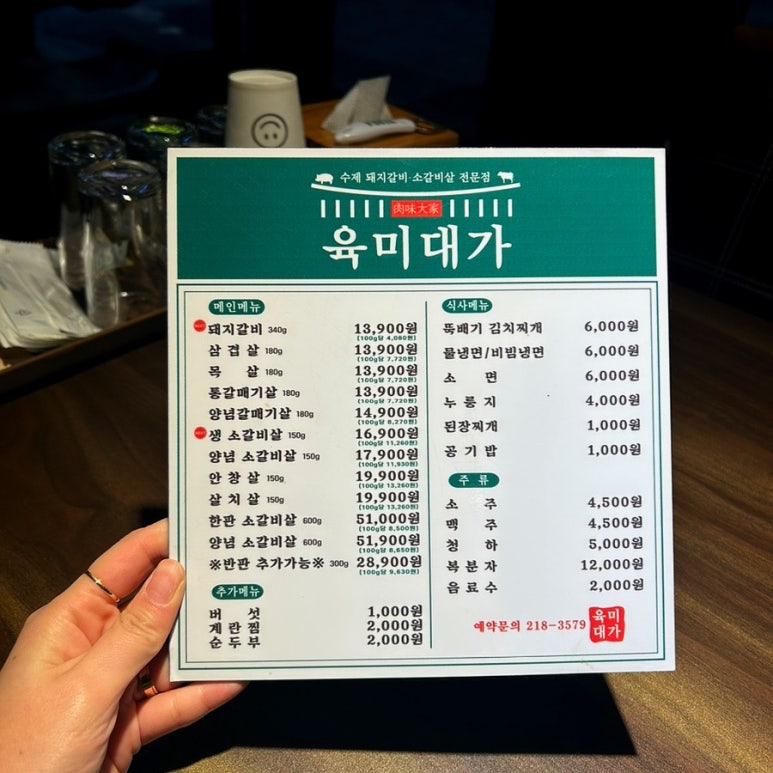 수제 돼지갈비·소갈비살 전문점
肉味大家
육미대가
메인메뉴
BEST 돼지갈비 340g 13,900원
(100g당 4,080원)
삼겹살 180g 13,900원
(100g당 7,720원)
목살 180g 13,900원
(100g당 7,720원)
통갈매기살 180g 13,900원
(100g당 7,720원)
양념갈매기살 180g 14,900원
(100g당 8,270원)
BEST 생 소갈비살 150g 16,900원
(100g당 11,260원)
양념 소갈비살 150g 17,900원
(100g당 11,930원)
안창살 150g 19,900원
(100g당 13,260원)
살치살 150g 19,900원
(100g당 13,260원)
한판 소갈비살 600g 51,000원
(100g당 8,500원)
양념 소갈비살 600g 51,900원
(100g당 8,650원)
※반판 추가가능※ 300g 28,900원
(100g당 9,630원)
추가메뉴
버섯 1,000원
계란찜 2,000원
순두부 2,000원
식사메뉴
뚝배기 김치찌개 6,000원
물냉면/비빔냉면 6,000원
소면 6,000원
누룽지 4,000원
된장찌개 1,000원
공기밥 1,000원
주류
소주 4,500원
맥주 4,500원
청하 5,000원
복분자 12,000원
음료수 2,000원
예약문의 218-3579
육미
대가